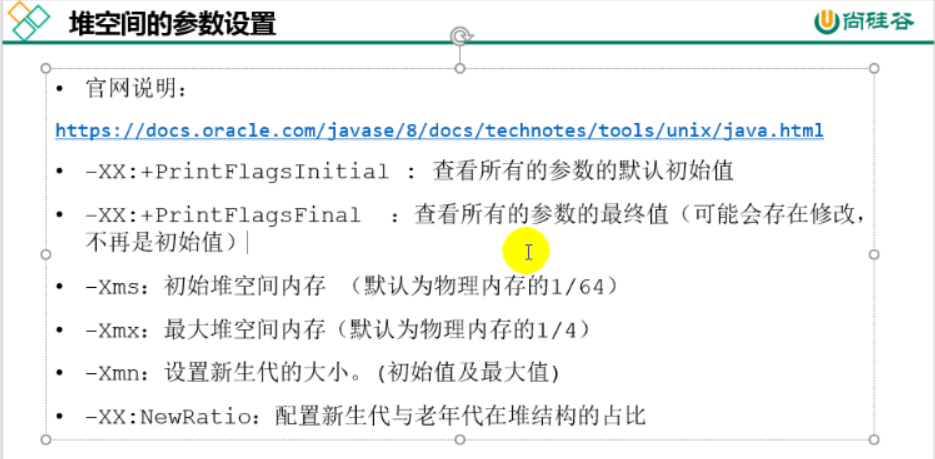 堆空间的参数设置
尚硅谷
• 官网说明：
https://docs.oracle.com/javase/8/docs/technotes/tools/unix/java.html
• -XX:+PrintFlagsInitial : 查看所有的参数的默认初始值
• -XX:+PrintFlagsFinal ：查看所有的参数的最终值（可能会存在修改，
不再是初始值）
• -Xms：初始堆空间内存 （默认为物理内存的1/64）
• -Xmx：最大堆空间内存（默认为物理内存的1/4）
• -Xmn：设置新生代的大小。(初始值及最大值)
• -XX:NewRatio：配置新生代与老年代在堆结构的占比